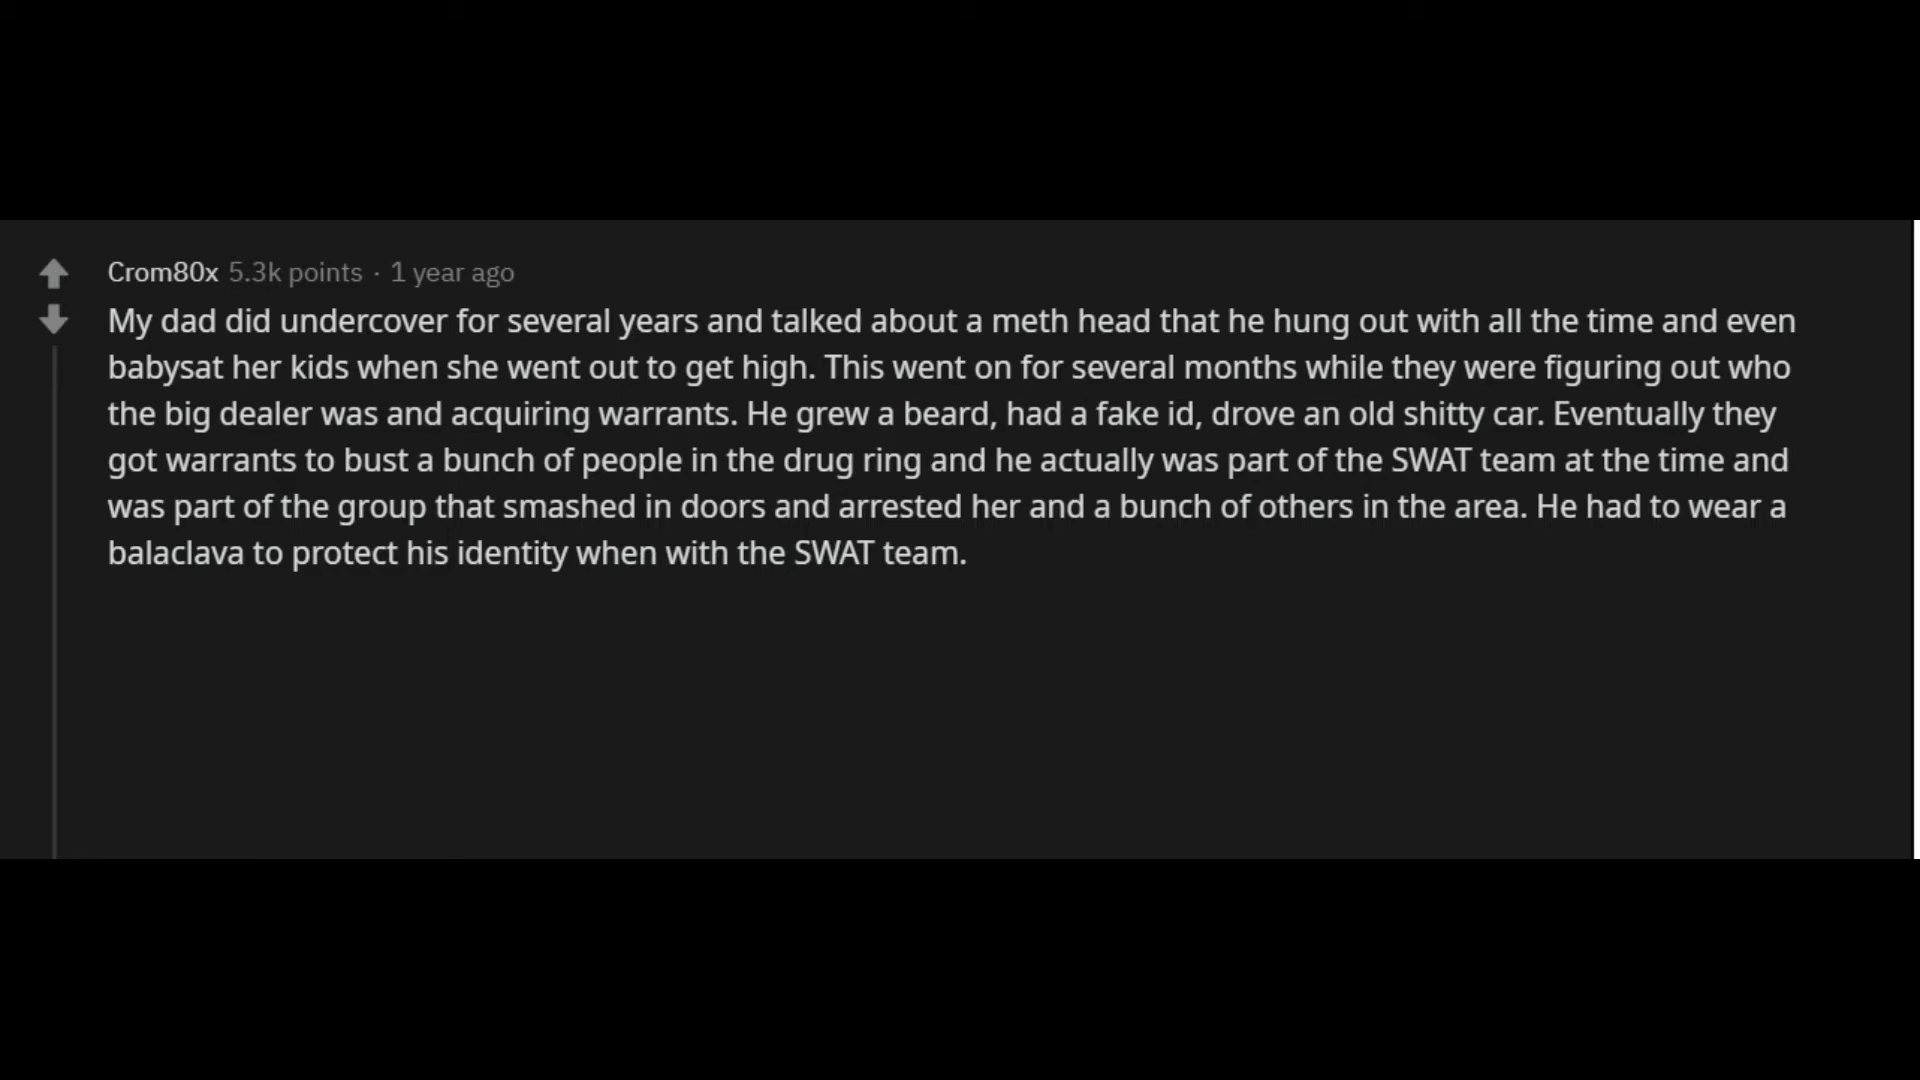 Crom80x 5.3k points · 1 year ago
My dad did undercover for several years and talked about a meth head that he hung out with all the time and even
babysat her kids when she went out to get high. This went on for several months while they were figuring out who
the big dealer was and acquiring warrants. He grew a beard, had a fake id, drove an old shitty car. Eventually they
got warrants to bust a bunch of people in the drug ring and he actually was part of the SWAT team at the time and
was part of the group that smashed in doors and arrested her and a bunch of others in the area. He had to wear a
balaclava to protect his identity when with the SWAT team.